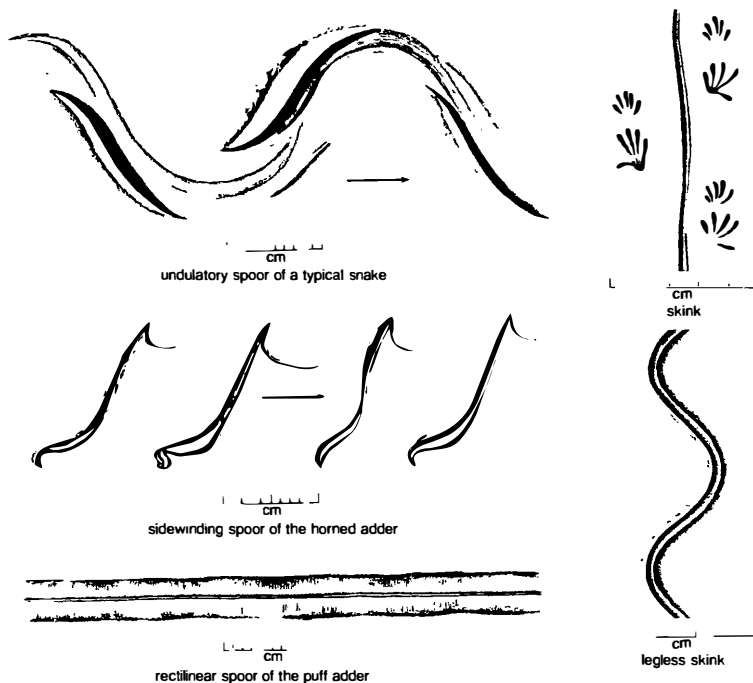 cm
undulatory spoor of a typical snake
cm
skink
cm
sidewinding spoor of the horned adder
cm
rectilinear spoor of the puff adder
cm
legless skink